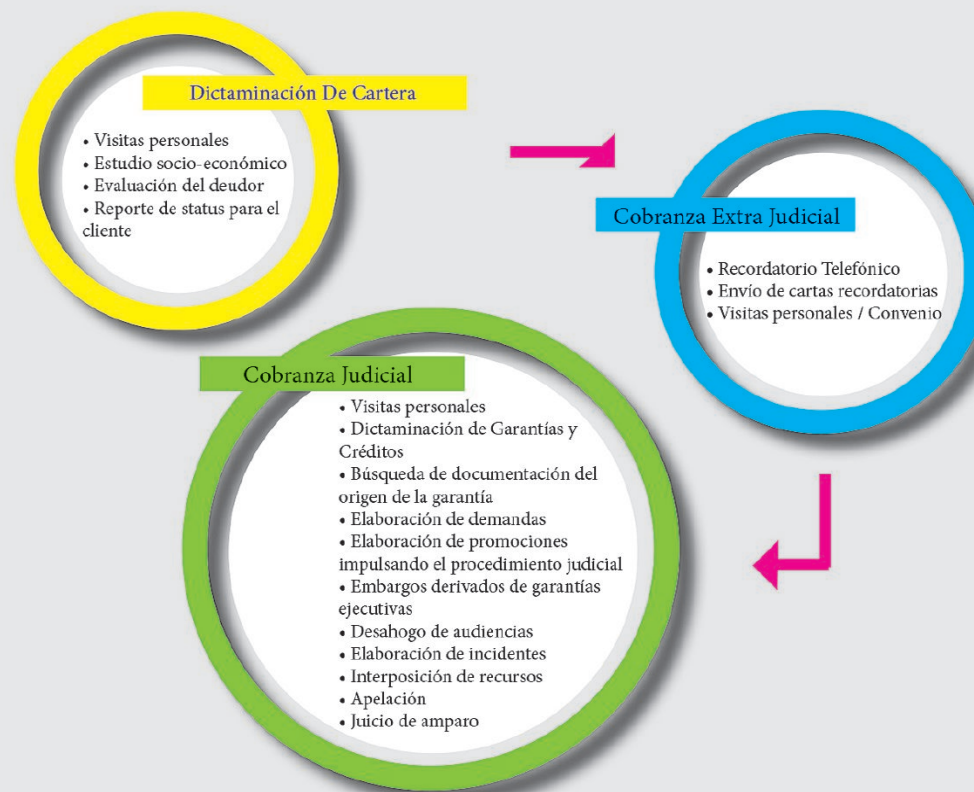 Dictaminación De Cartera
• Visitas personales
• Estudio socio-económico
• Evaluación del deudor
• Reporte de status para el
cliente
Cobranza Extra Judicial
• Recordatorio Telefónico
• Envío de cartas recordatorias
• Visitas personales / Convenio
Cobranza Judicial
• Visitas personales
• Dictaminación de Garantías y
Créditos
• Búsqueda de documentación del
origen de la garantía
• Elaboración de demandas
• Elaboración de promociones
impulsando el procedimiento judicial
• Embargos derivados de garantías
ejecutivas
• Desahogo de audiencias
• Elaboración de incidentes
• Interposición de recursos
• Apelación
• Juicio de amparo